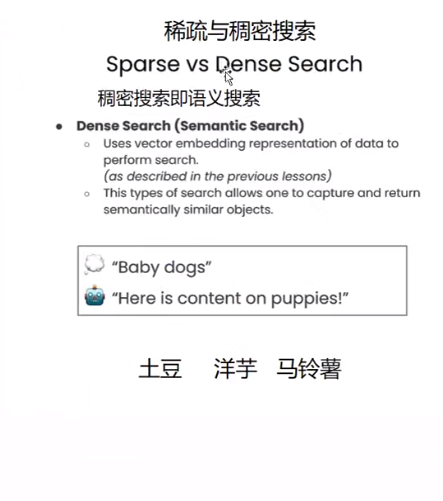 稀疏与稠密搜索
Sparse vs Dense Search
稠密搜索即语义搜索
● Dense Search (Semantic Search)
○ Uses vector embedding representation of data to
perform search.
(as described in the previous lessons)
○ This types of search allows one to capture and return
semantically similar objects.
“Baby dogs”
“Here is content on puppies!”
土豆 洋芋 马铃薯